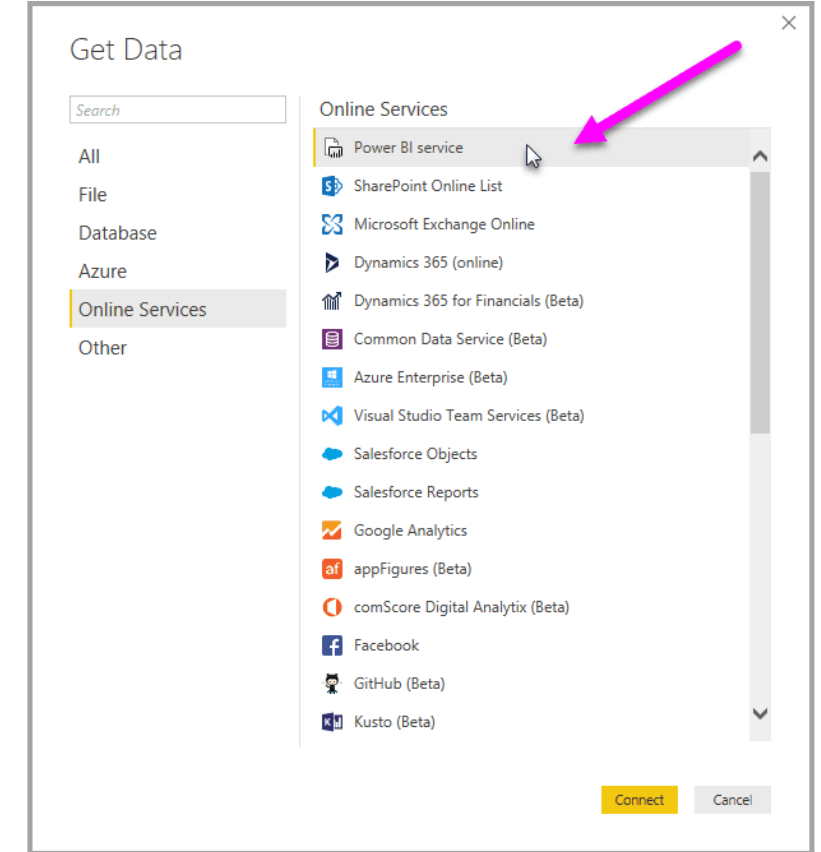 Get Data
Search
All
File
Database
Azure
Online Services
Other
Online Services
Power BI service
SharePoint Online List
Microsoft Exchange Online
Dynamics 365 (online)
Dynamics 365 for Financials (Beta)
Common Data Service (Beta)
Azure Enterprise (Beta)
Visual Studio Team Services (Beta)
Salesforce Objects
Salesforce Reports
Google Analytics
af appFigures (Beta)
comScore Digital Analytix (Beta)
Facebook
GitHub (Beta)
Kusto (Beta)
Connect Cancel